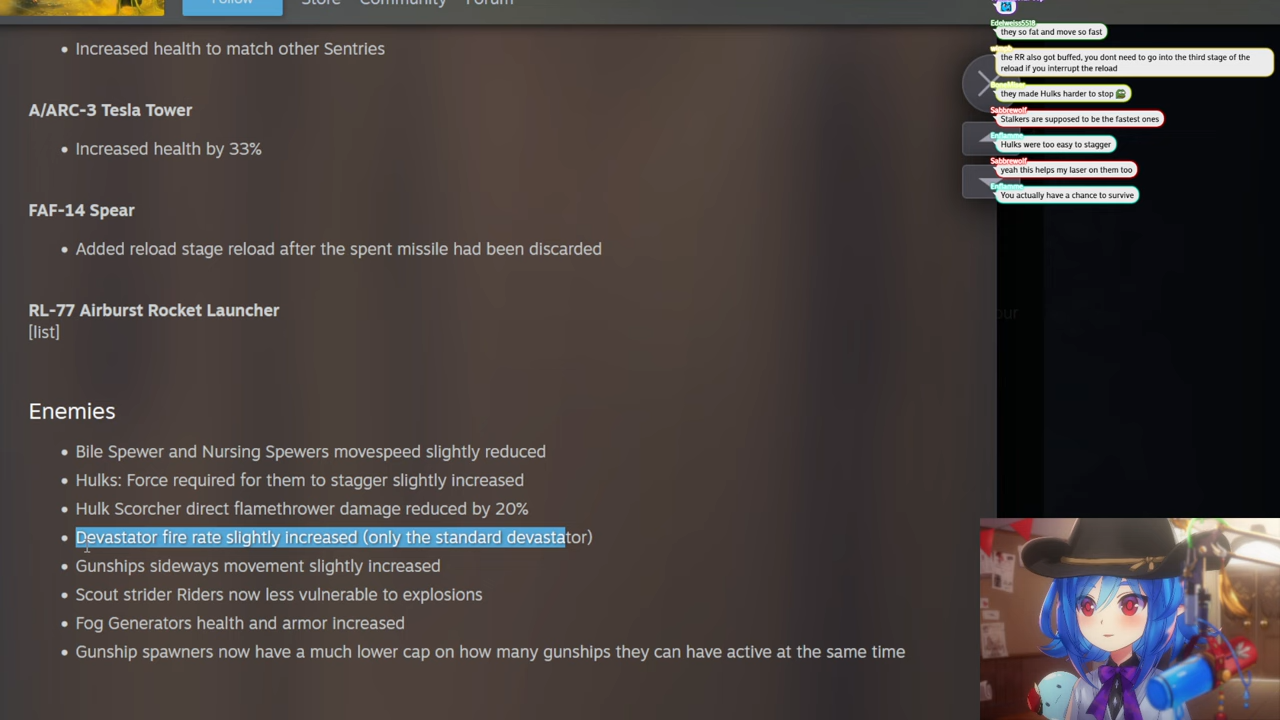 Follow
Store
Community
Forum
Increased health to match other Sentries
A/ARC-3 Tesla Tower
Increased health by 33%
FAF-14 Spear
Added reload stage reload after the spent missile had been discarded
RL-77 Airburst Rocket Launcher
[list]
Enemies
Bile Spewer and Nursing Spewers movespeed slightly reduced
Hulks: Force required for them to stagger slightly increased
Hulk Scorcher direct flamethrower damage reduced by 20%
Devastator fire rate slightly increased (only the standard devastator)
Gunships sideways movement slightly increased
Scout strider Riders now less vulnerable to explosions
Fog Generators health and armor increased
Gunship spawners now have a much lower cap on how many gunships they can have active at the same time
Edelweiss5518
they so fat and move so fast
the RR also got buffed, you dont need to go into the third stage of the
reload if you interrupt the reload
they made Hulks harder to stop
Sabbrewolf
Stalkers are supposed to be the fastest ones
Enflamme
Hulks were too easy to stagger
Sabbrewolf
yeah this helps my laser on them too
Enflamme
You actually have a chance to survive
our